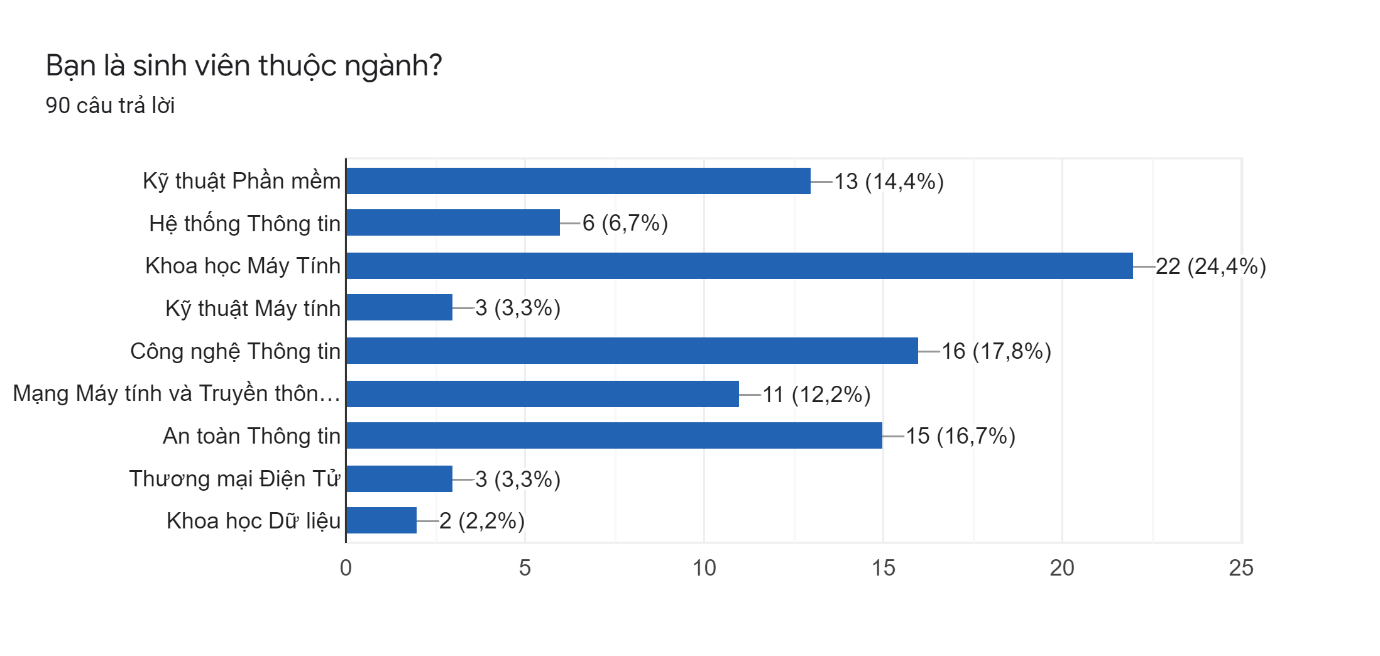 Bạn là sinh viên thuộc ngành?
90 câu trả lời
Kỹ thuật Phần mềm 13 (14,4%)
Hệ thống Thông tin 6 (6,7%)
Khoa học Máy Tính 22 (24,4%)
Kỹ thuật Máy tính 3 (3,3%)
Công nghệ Thông tin 16 (17,8%)
Mạng Máy tính và Truyền thôn… 11 (12,2%)
An toàn Thông tin 15 (16,7%)
Thương mại Điện Tử 3 (3,3%)
Khoa học Dữ liệu 2 (2,2%)
0 5 10 15 20 25